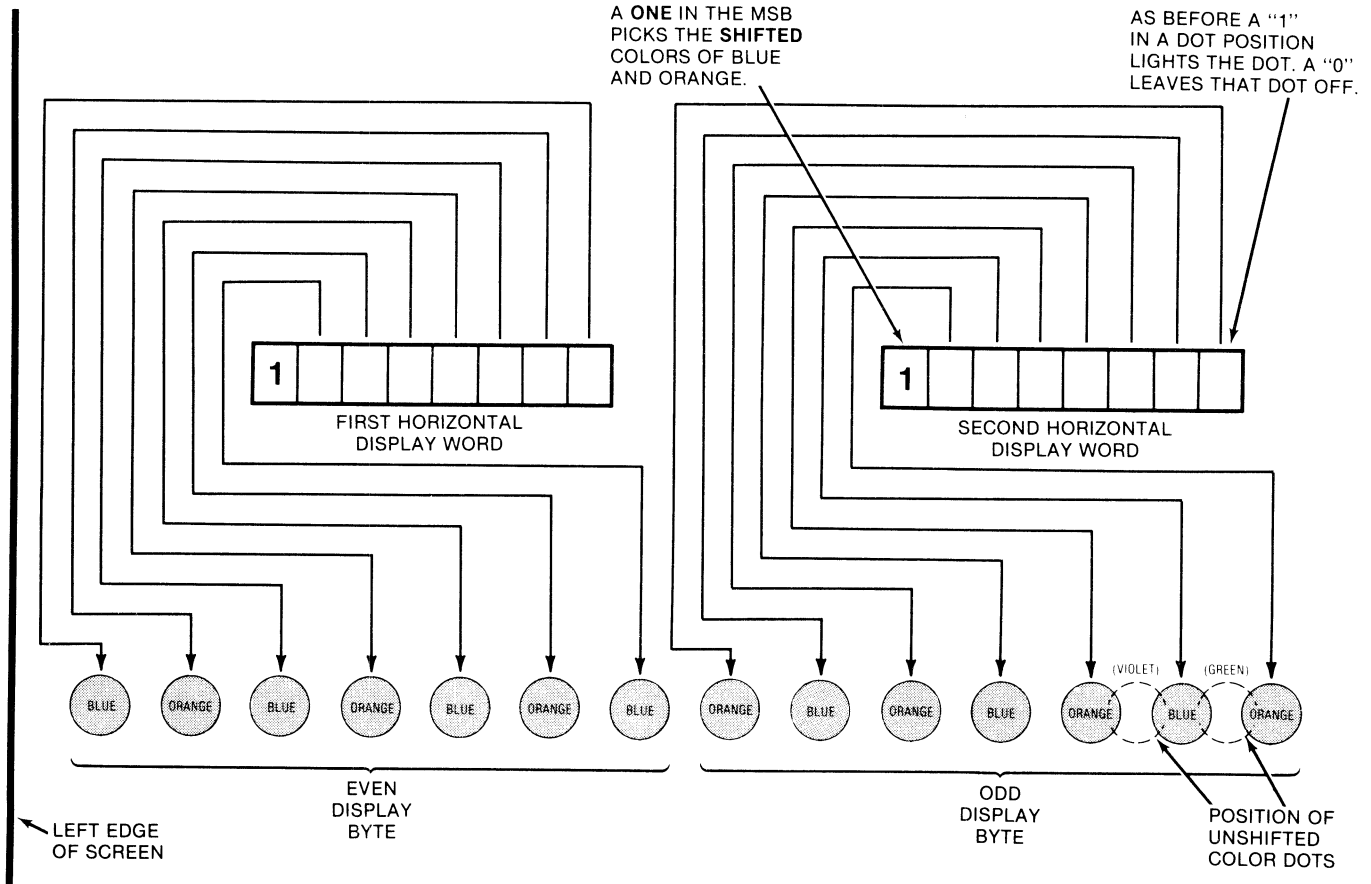 A ONE IN THE MSB
PICKS THE SHIFTED
COLORS OF BLUE
AND ORANGE.
AS BEFORE A “1”
IN A DOT POSITION
LIGHTS THE DOT. A “0”
LEAVES THAT DOT OFF.
1
FIRST HORIZONTAL
DISPLAY WORD
1
SECOND HORIZONTAL
DISPLAY WORD
(VIOLET) (GREEN)
BLUE ORANGE BLUE ORANGE BLUE ORANGE BLUE ORANGE BLUE ORANGE BLUE ORANGE BLUE ORANGE
EVEN
DISPLAY
BYTE
ODD
DISPLAY
BYTE
LEFT EDGE
OF SCREEN
POSITION OF
UNSHIFTED
COLOR DOTS